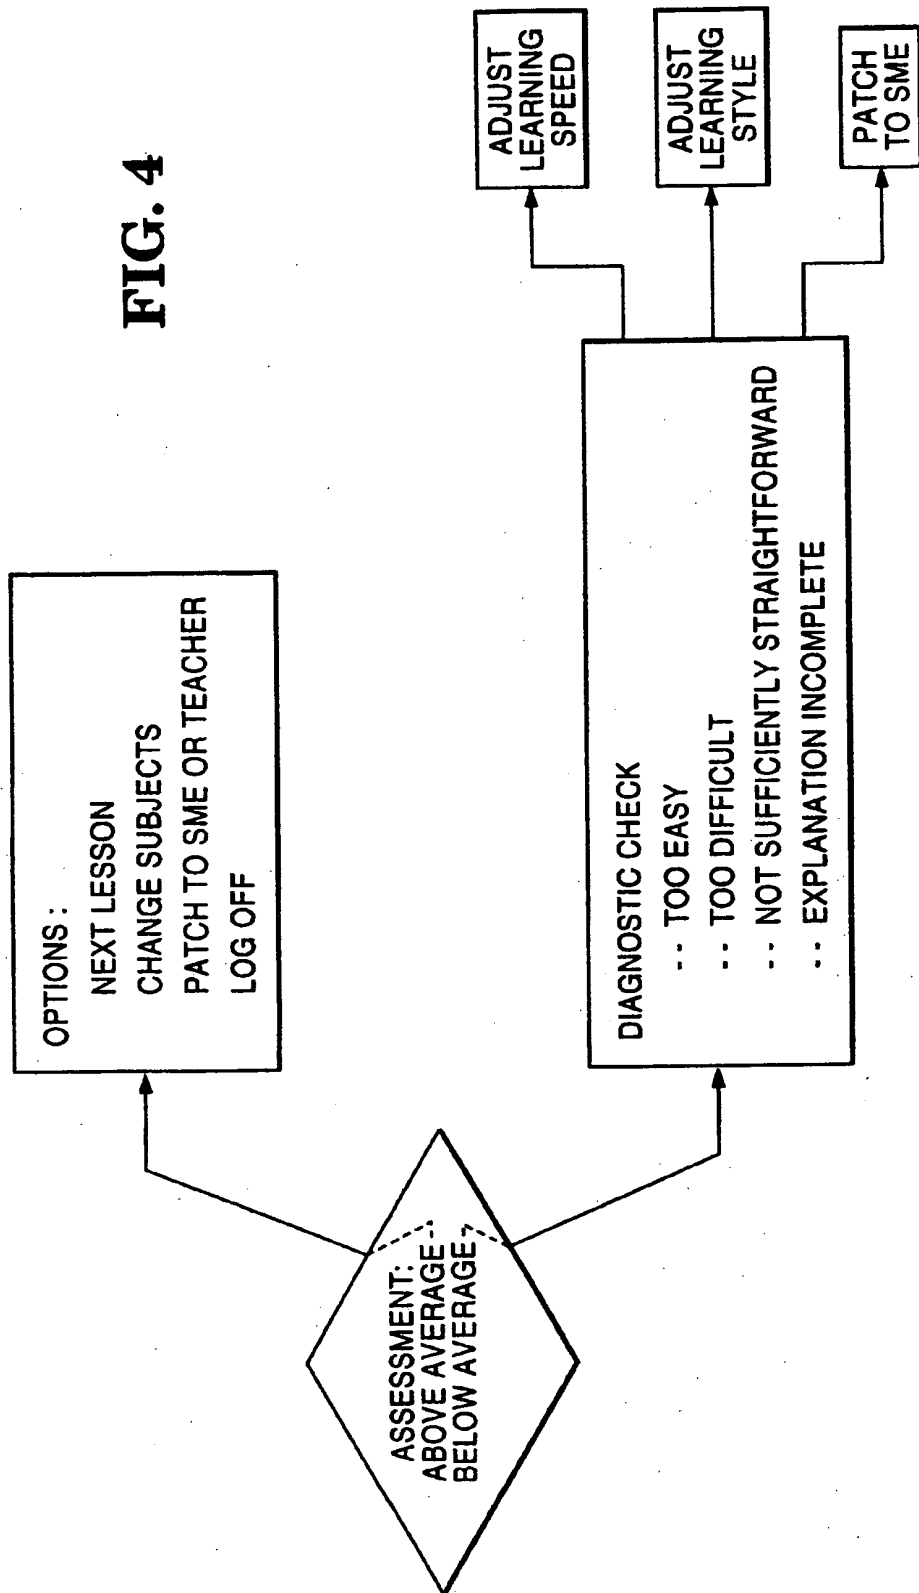 FIG. 4
ASSESSMENT:
ABOVE AVERAGE
BELOW AVERAGE
OPTIONS:
NEXT LESSON
CHANGE SUBJECTS
PATCH TO SME OR TEACHER
LOG OFF
DIAGNOSTIC CHECK
-- TOO EASY
-- TOO DIFFICULT
-- NOT SUFFICIENTLY STRAIGHTFORWARD
-- EXPLANATION INCOMPLETE
ADJUST
LEARNING
SPEED
ADJUST
LEARNING
STYLE
PATCH
TO SME